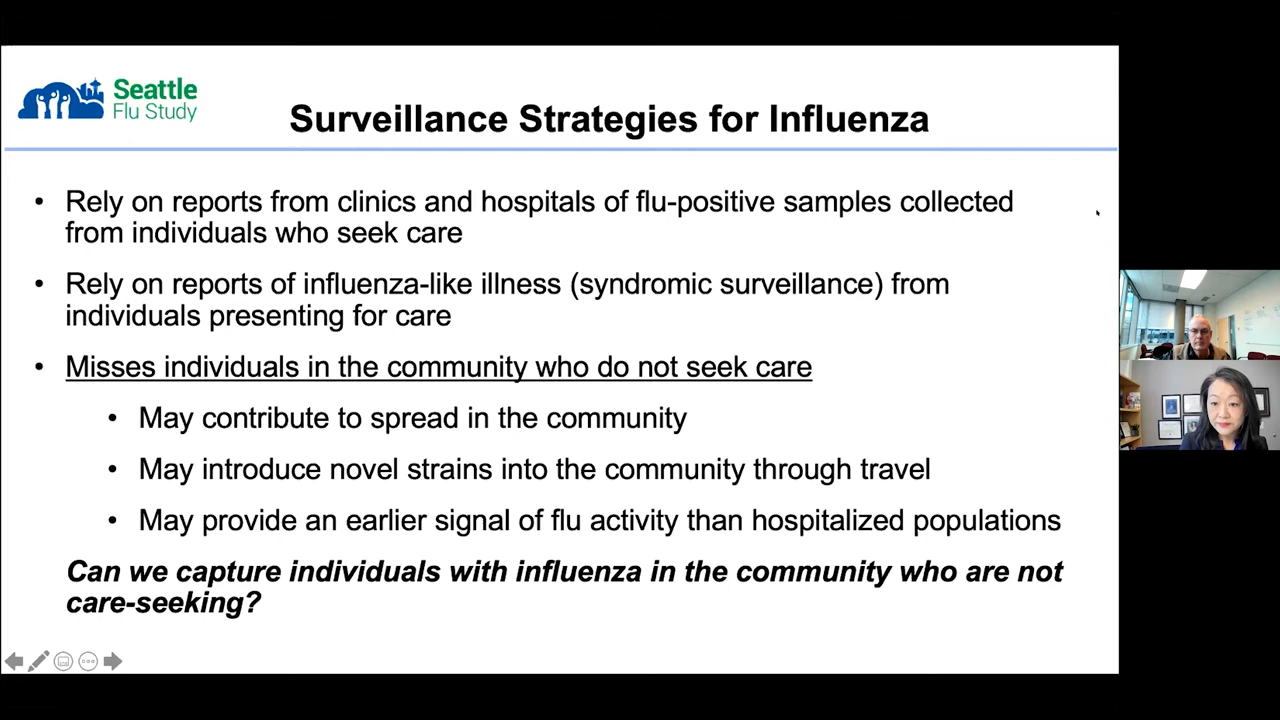 Seattle
Flu Study
Surveillance Strategies for Influenza
• Rely on reports from clinics and hospitals of flu-positive samples collected
from individuals who seek care
• Rely on reports of influenza-like illness (syndromic surveillance) from
individuals presenting for care
• Misses individuals in the community who do not seek care
• May contribute to spread in the community
• May introduce novel strains into the community through travel
• May provide an earlier signal of flu activity than hospitalized populations
Can we capture individuals with influenza in the community who are not
care-seeking?